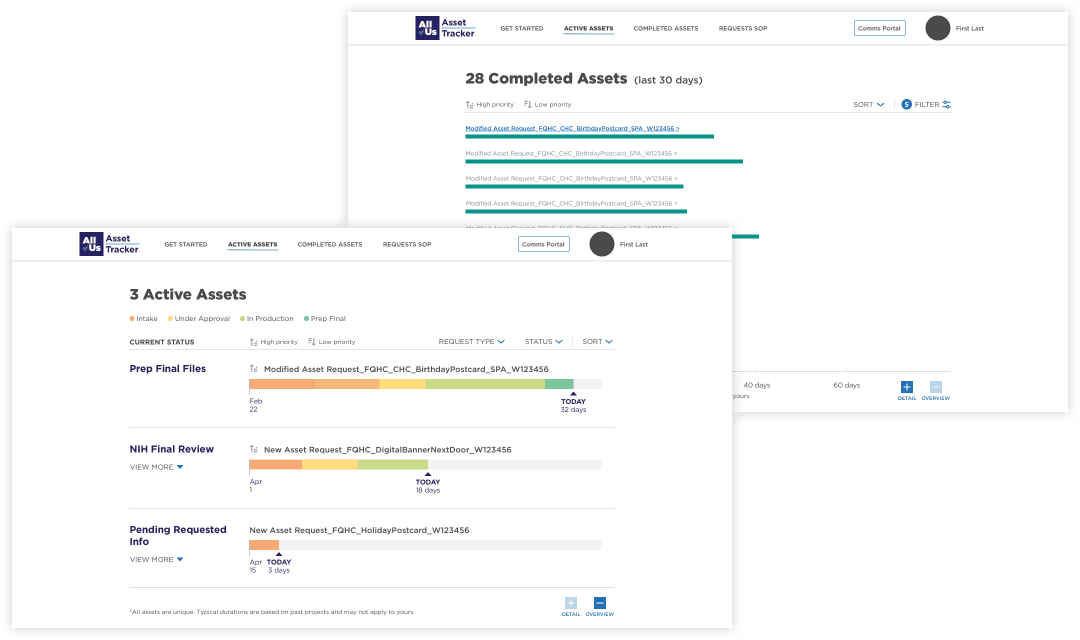 All of Us Asset Tracker
GET STARTED
ACTIVE ASSETS
COMPLETED ASSETS
REQUESTS SOP
Comms Portal
First Last
28 Completed Assets (last 30 days)
High priority
Low priority
SORT
5 FILTER
Modified Asset Request_FQHC_CHC_BirthdayPostcard_SPA_W123456 >
Modified Asset Request_FQHC_CHC_BirthdayPostcard_SPA_W123456 >
Modified Asset Request_FQHC_CHC_BirthdayPostcard_SPA_W123456 >
Modified Asset Request_FQHC_CHC_BirthdayPostcard_SPA_W123456 >
40 days
60 days
yours.
DETAIL
OVERVIEW
All of Us Asset Tracker
GET STARTED
ACTIVE ASSETS
COMPLETED ASSETS
REQUESTS SOP
Comms Portal
First Last
3 Active Assets
Intake
Under Approval
In Production
Prep Final
CURRENT STATUS
High priority
Low priority
REQUEST TYPE
STATUS
SORT
Prep Final Files
Modified Asset Request_FQHC_CHC_BirthdayPostcard_SPA_W123456
Feb
22
TODAY
32 days
NIH Final Review
VIEW MORE
New Asset Request_FQHC_DigitalBannerNextDoor_W123456
Apr
1
TODAY
18 days
Pending Requested
Info
VIEW MORE
New Asset Request_FQHC_HolidayPostcard_W123456
Apr
15
TODAY
3 days
*All assets are unique. Typical durations are based on past projects and may not apply to yours.
DETAIL
OVERVIEW